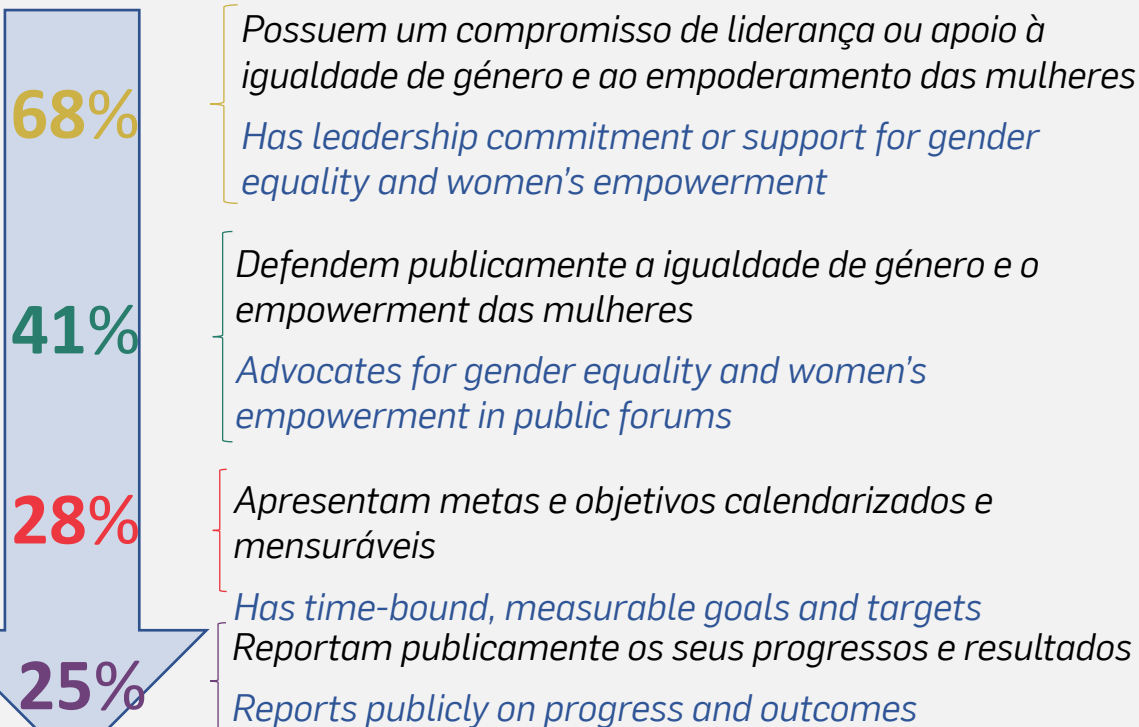 68%
Possuem um compromisso de liderança ou apoio à
igualdade de género e ao empoderamento das mulheres
Has leadership commitment or support for gender
equality and women’s empowerment
41%
Defendem publicamente a igualdade de género e o
empowerment das mulheres
Advocates for gender equality and women’s
empowerment in public forums
28%
Apresentam metas e objetivos calendarizados e
mensuráveis
Has time-bound, measurable goals and targets
25%
Reportam publicamente os seus progressos e resultados
Reports publicly on progress and outcomes